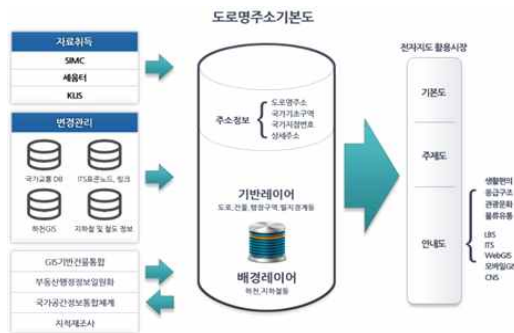 도로명주소기본도
자료취득
SIMC
세움터
KLIS
변경관리
국가교통 DB
ITS표준노드, 링크
하천GIS
지하철 및 철도 정보
GIS기반건물통합
부동산행정정보일원화
국가공간정보통합체계
지적재조사
주소정보
도로명주소
국가기초구역
국가지점번호
상세주소
기반레이어
도로,건물,행정구역,필지경계등
배경레이어
하천,지하철등
전자지도 활용시장
기본도
주제도
안내도
생활편의
응급구조
관광문화
물류유통
LBS
ITS
WebGIS
모바일GI
CNS